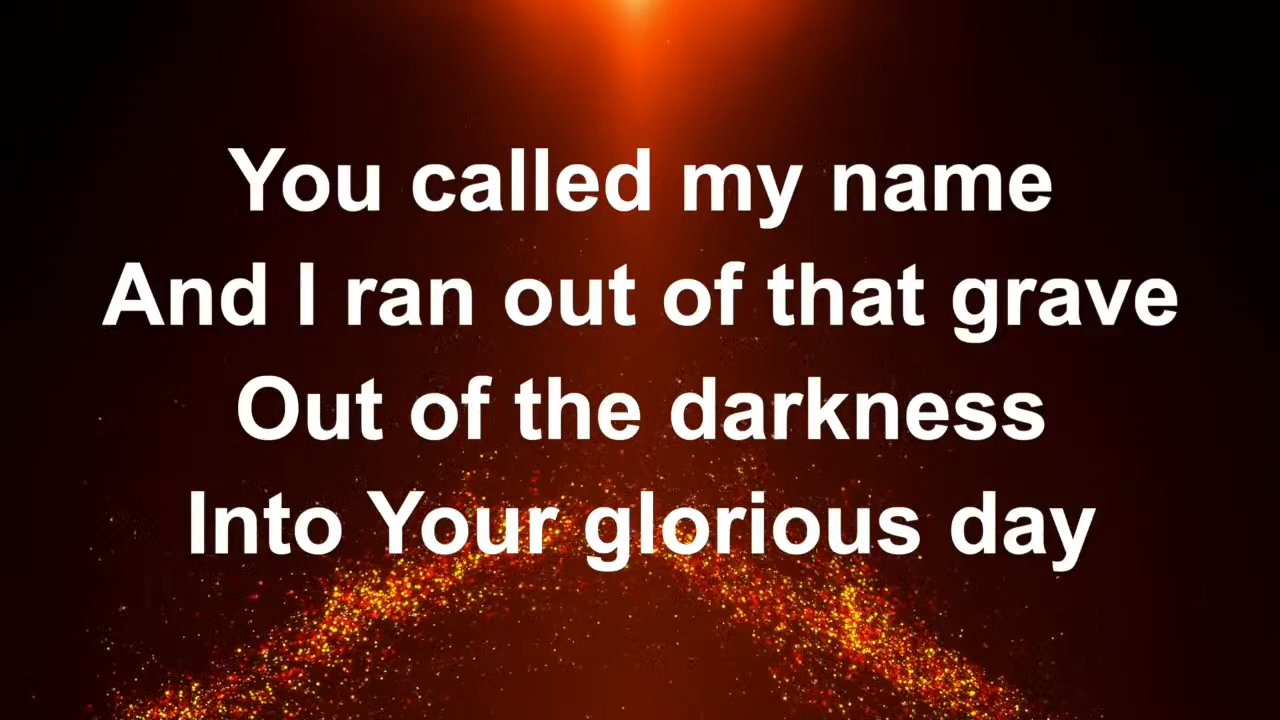 You called my name
And I ran out of that grave
Out of the darkness
Into Your glorious day